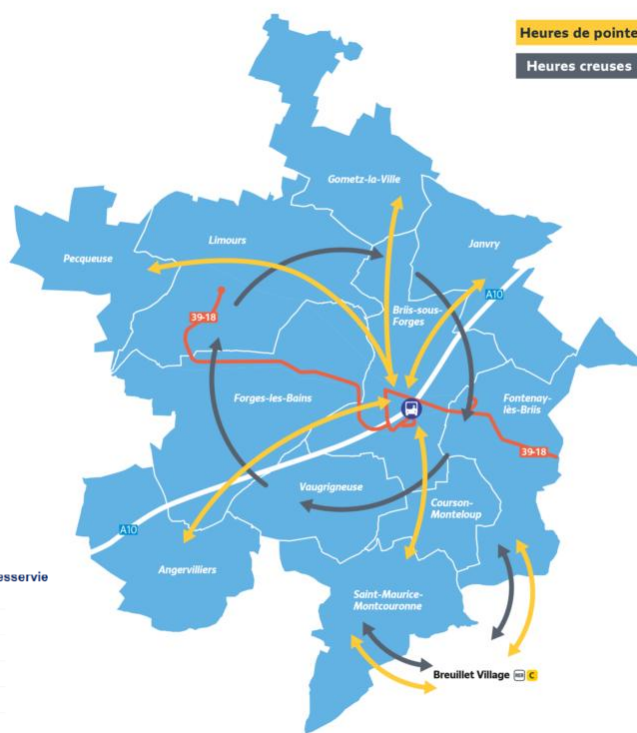 Heures de pointe
Heures creuses
Gometz-la-Ville
Limours
Janvry
Pecqueuse
A10
Briis-sous-
Forges
39-18
Forges-les-Bains
Fontenay-
lès-Briis
39-18
Vaugrigneuse
Courson-
Monteloup
A10
Angervilliers
esservie
Saint-Maurice-
Montcouronne
Breuillet Village RER C